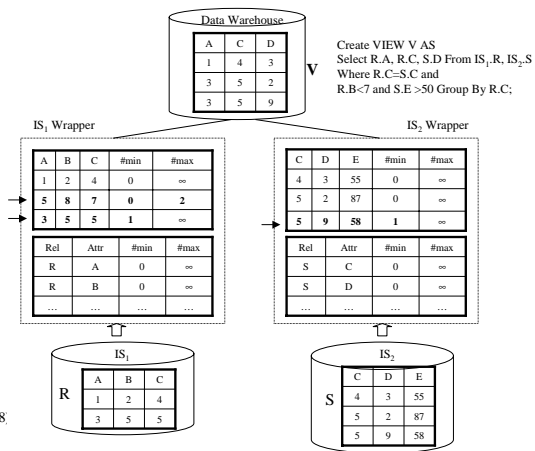 Data Warehouse
A C D
1 4 3
3 5 2
3 5 9
V
Create VIEW V AS
Select R.A, R.C, S.D From IS₁.R, IS₂.S
Where R.C=S.C and
R.B<7 and S.E >50 Group By R.C;
IS₁ Wrapper
A B C #min #max
1 2 4 0 ∞
5 8 7 0 2
3 5 5 1 ∞
Rel Attr #min #max
R A 0 ∞
R B 0 ∞
… … … …
IS₂ Wrapper
C D E #min #max
4 3 55 0 ∞
5 2 87 0 ∞
5 9 58 1 ∞
Rel Attr #min #max
S C 0 ∞
S D 0 ∞
… … … …
IS₁
R
A B C
1 2 4
3 5 5
IS₂
S
C D E
4 3 55
5 2 87
5 9 58
8